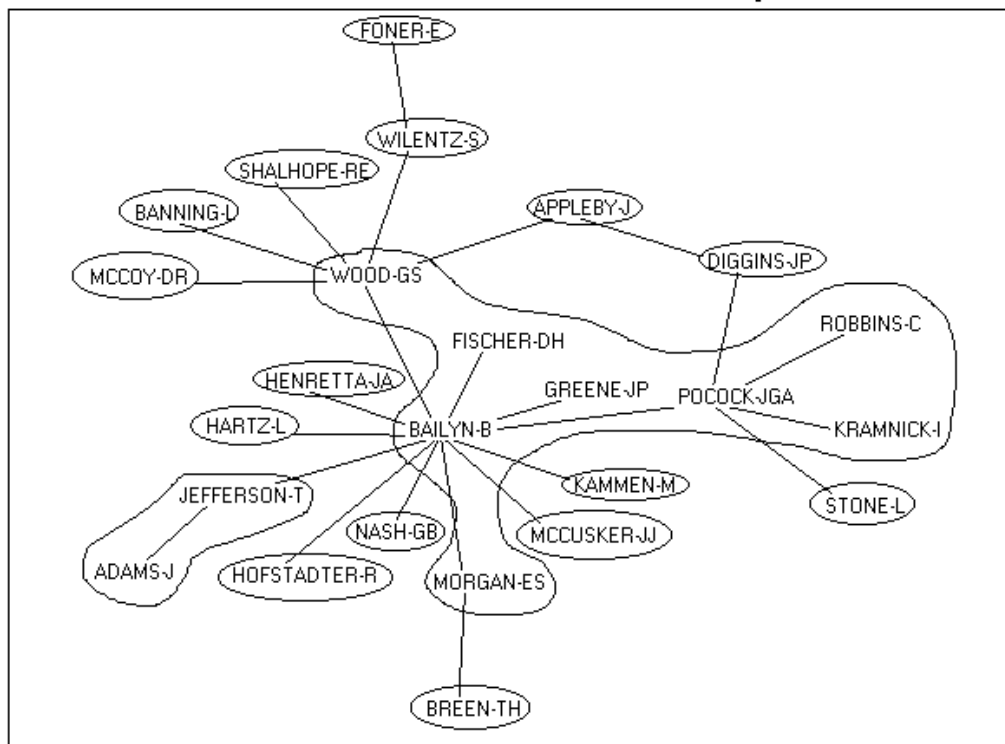 FONER-E
WILENTZ-S
SHALHOPE-RE
BANNING-L
APPLEBY-J
MCCOY-DR
WOOD-GS
DIGGINS-JP
ROBBINS-C
FISCHER-DH
HENRETTA-JA
GREENE-JP
POCOCK-JGA
HARTZ-L
BAILYN-B
KRAMNICK-I
JEFFERSON-T
KAMMEN-M
STONE-L
NASH-GB
MCCUSKER-JJ
ADAMS-J
HOFSTADTER-R
MORGAN-ES
BREEN-TH